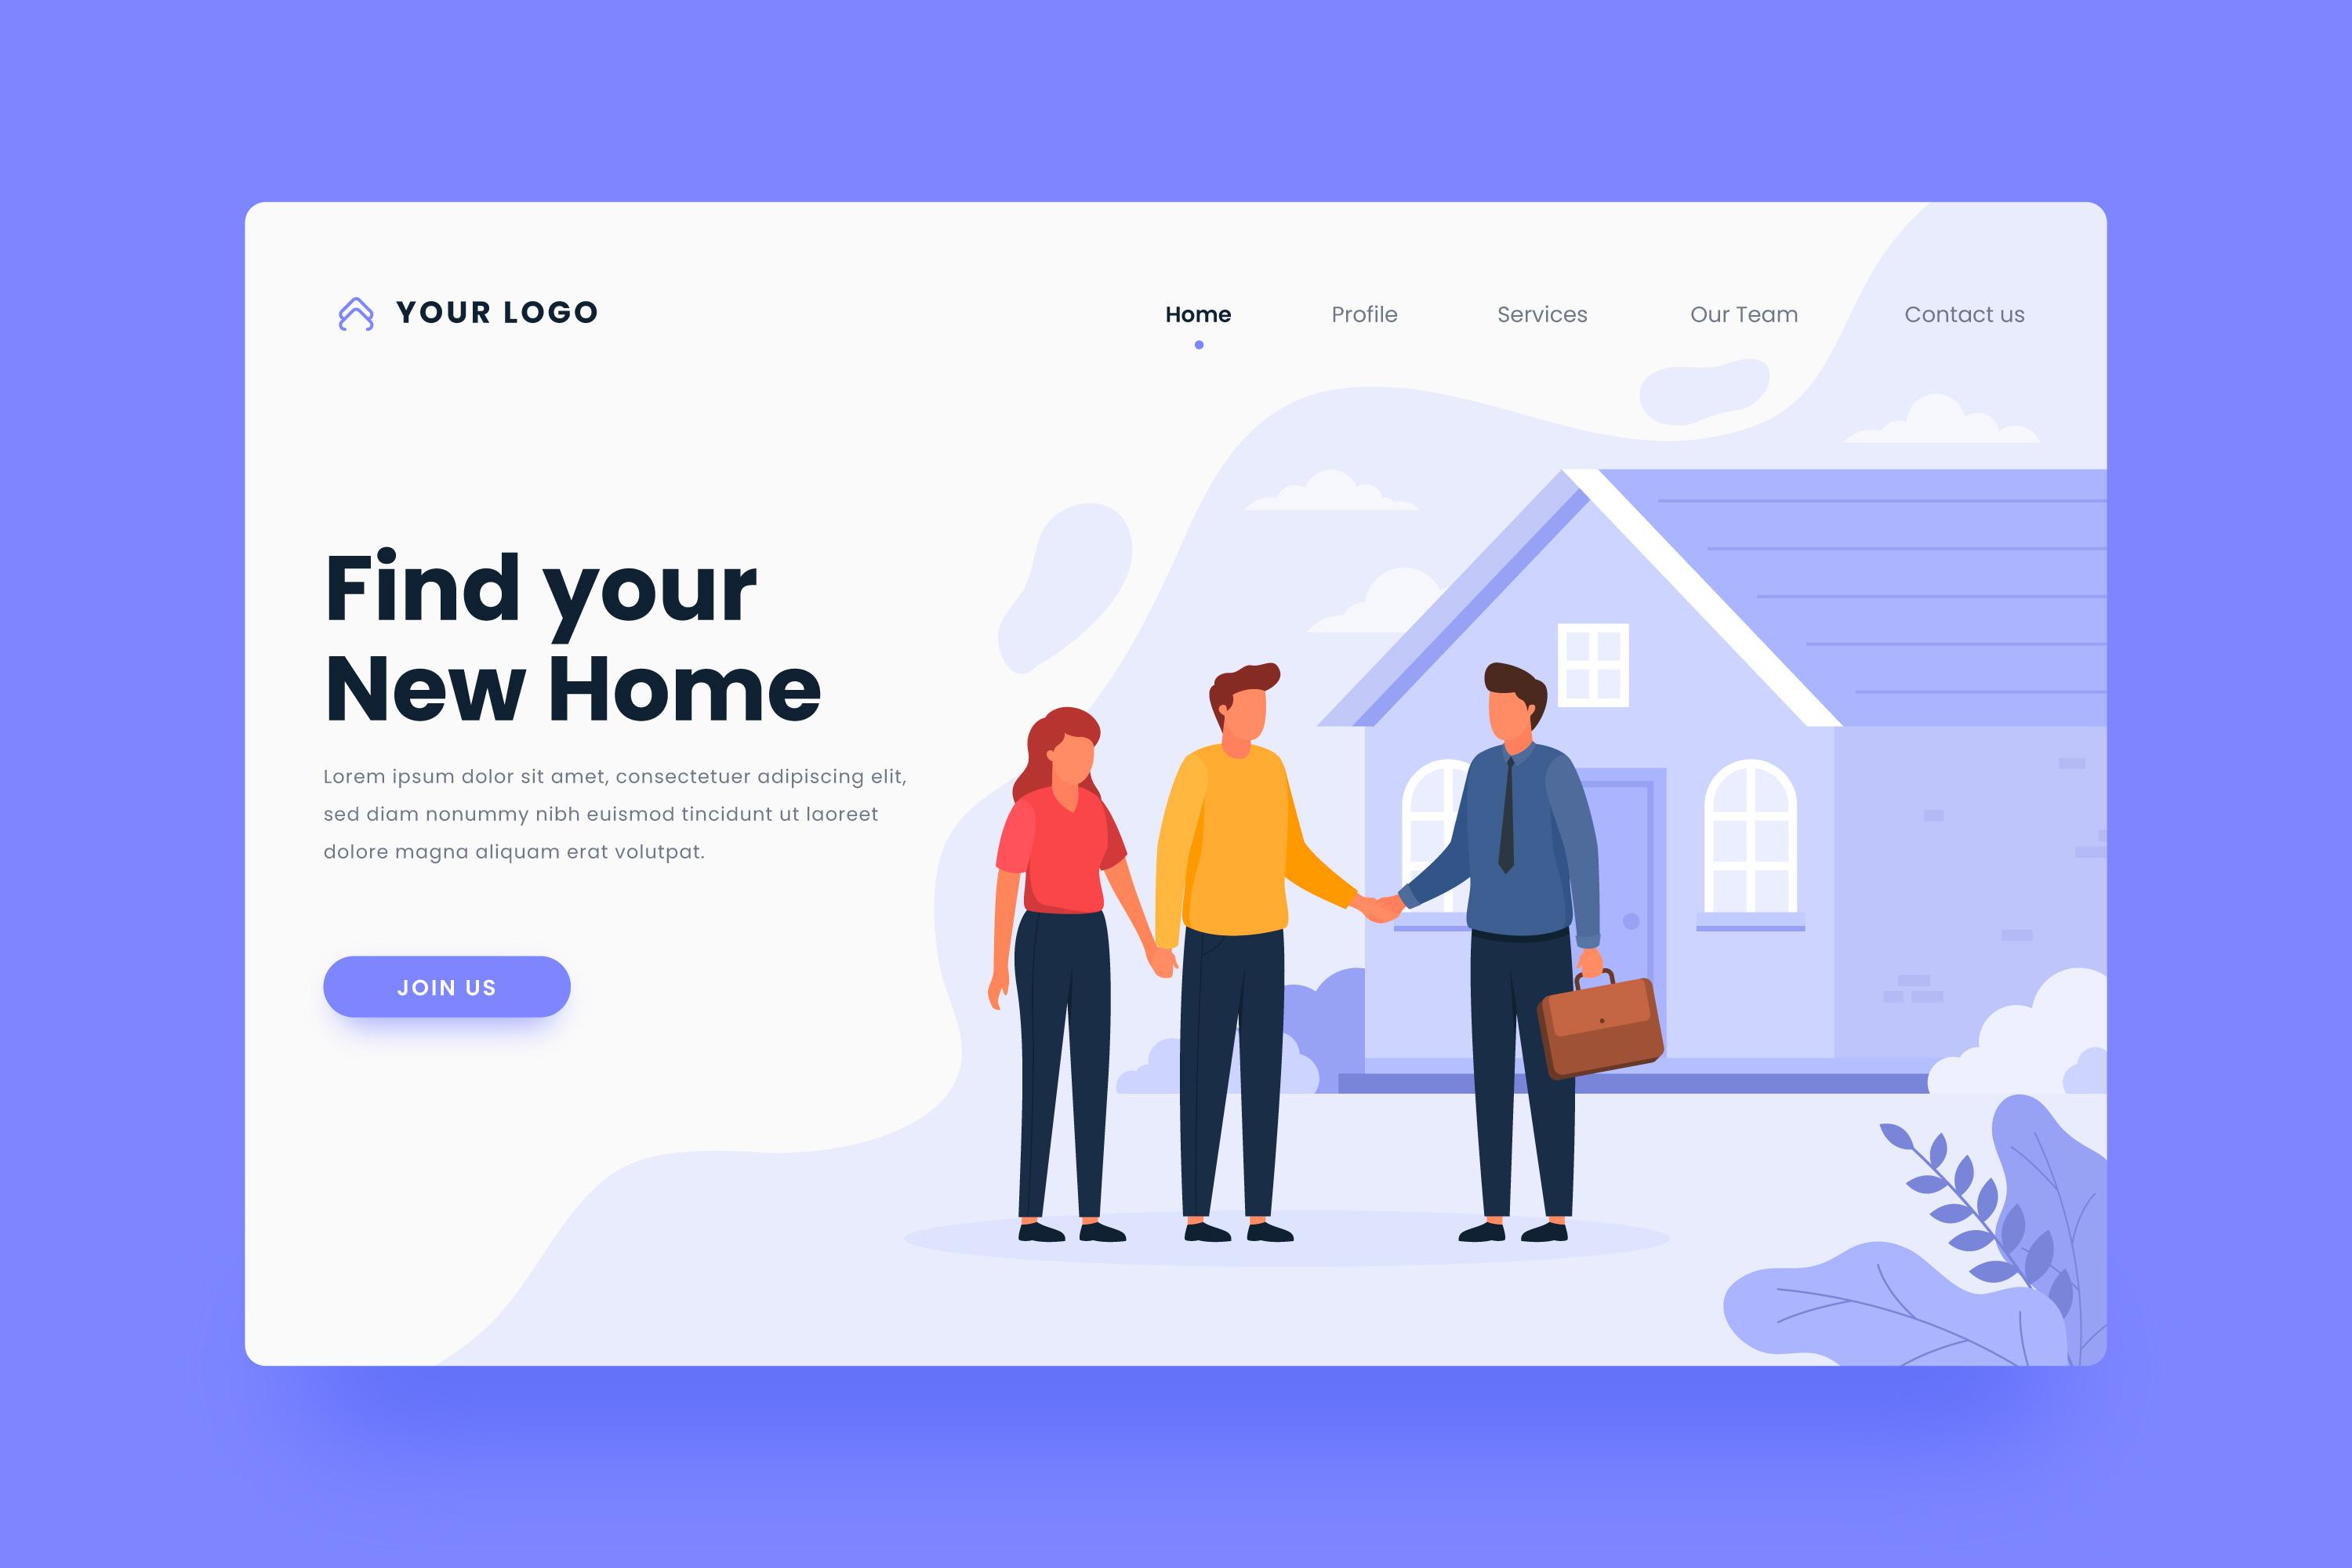 YOUR LOGO
Home Profile Services Our Team Contact us
Find your
New Home
Lorem ipsum dolor sit amet, consectetuer adipiscing elit,
sed diam nonummy nibh euismod tincidunt ut laoreet
dolore magna aliquam erat volutpat.
JOIN US